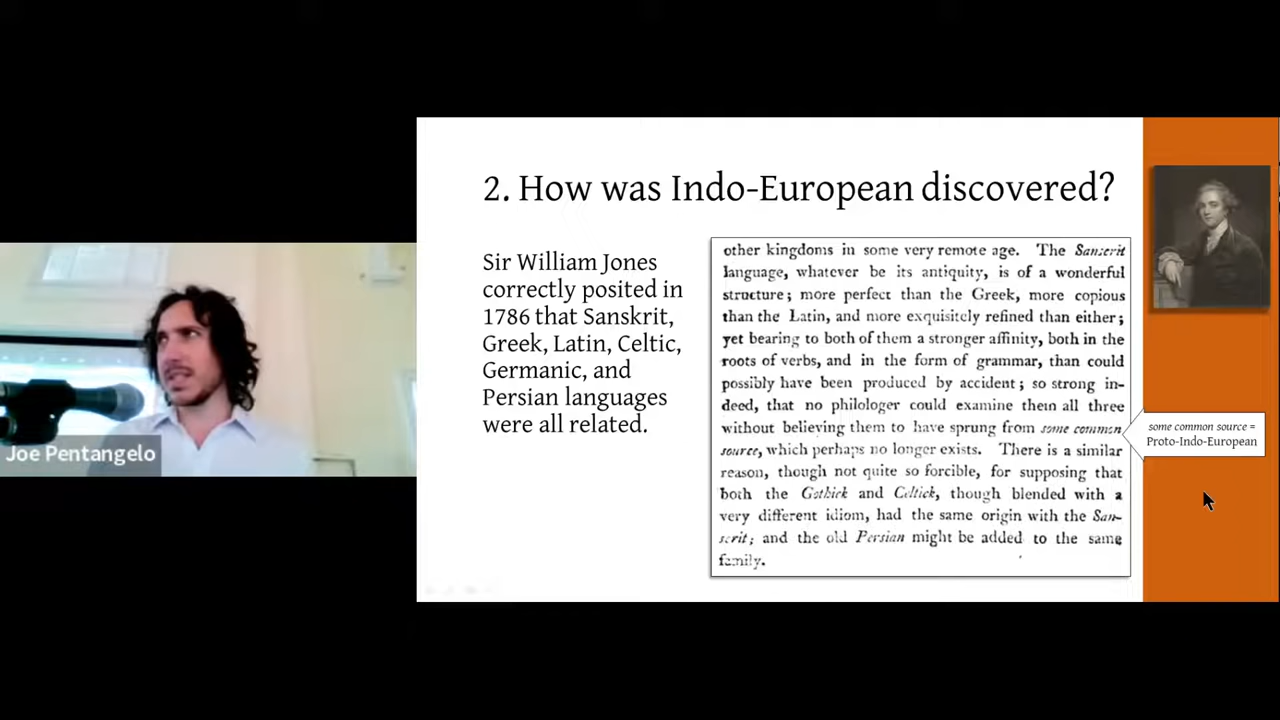 2. How was Indo-European discovered?
Sir William Jones
correctly posited in
1786 that Sanskrit,
Greek, Latin, Celtic,
Germanic, and
Persian languages
were all related.
other kingdoms in some very remote age. The Sanscrit
language, whatever be its antiquity, is of a wonderful
structure; more perfect than the Greek, more copious
than the Latin, and more exquisitely refined than either;
yet bearing to both of them a stronger affinity, both in the
roots of verbs, and in the form of grammar, than could
possibly have been produced by accident; so strong in-
deed, that no philologer could examine them all three
without believing them to have sprung from some common
source, which perhaps no longer exists. There is a similar
reason, though not quite so forcible, for supposing that
both the Gothick and Celtick, though blended with a
very different idiom, had the same origin with the San-
scrit; and the old Persian might be added to the same
family.
some common source =
Proto-Indo-European
Joe Pentangelo